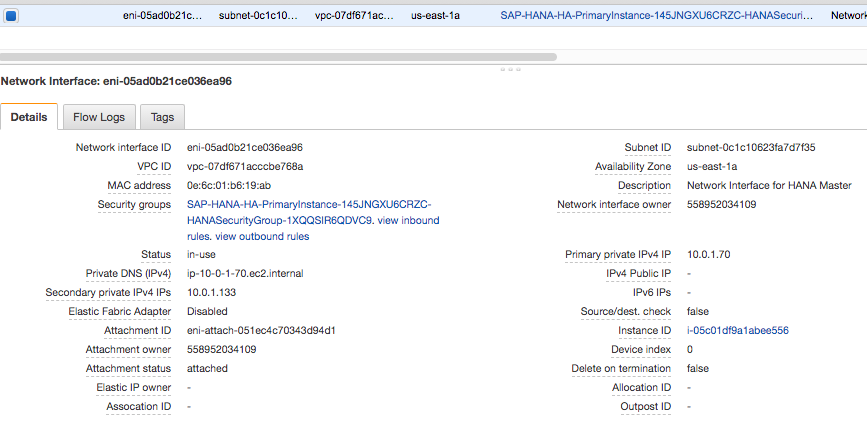 eni-05ad0b21c... subnet-0c1c10... vpc-07df671ac... us-east-1a SAP-HANA-HA-PrimaryInstance-145JNGXU6CRZC-HANASecuri... Network
Network Interface: eni-05ad0b21ce036ea96
Details Flow Logs Tags
Network interface ID eni-05ad0b21ce036ea96 Subnet ID subnet-0c1c10623fa7d7f35
VPC ID vpc-07df671acccbe768a Availability Zone us-east-1a
MAC address 0e:6c:01:b6:19:ab Description Network Interface for HANA Master
Security groups SAP-HANA-HA-PrimaryInstance-145JNGXU6CRZC- Network interface owner 558952034109
HANASecurityGroup-1XQQSIR6QDVC9. view inbound
rules. view outbound rules
Status in-use Primary private IPv4 IP 10.0.1.70
Private DNS (IPv4) ip-10-0-1-70.ec2.internal IPv4 Public IP -
Secondary private IPv4 IPs 10.0.1.133 IPv6 IPs -
Elastic Fabric Adapter Disabled Source/dest. check false
Attachment ID eni-attach-051ec4c70343d94d1 Instance ID i-05c01df9a1abee556
Attachment owner 558952034109 Device index 0
Attachment status attached Delete on termination false
Elastic IP owner - Allocation ID -
Assocation ID - Outpost ID -